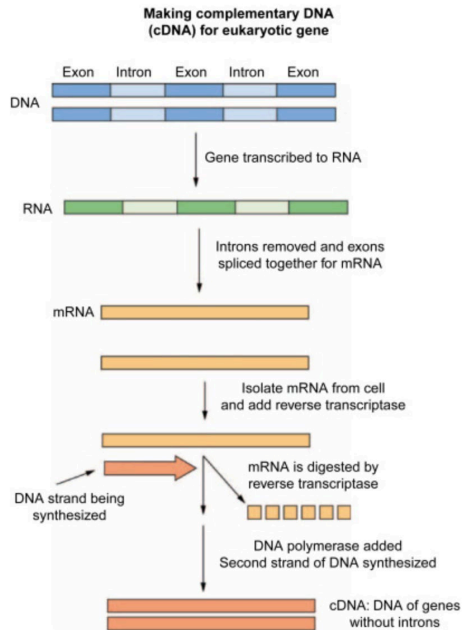 Making complementary DNA
(cDNA) for eukaryotic gene
Exon Intron Exon Intron Exon
DNA
Gene transcribed to RNA
RNA
Introns removed and exons
spliced together for mRNA
mRNA
Isolate mRNA from cell
and add reverse transcriptase
mRNA is digested by
reverse transcriptase
DNA strand being
synthesized
DNA polymerase added
Second strand of DNA synthesized
cDNA: DNA of genes
without introns